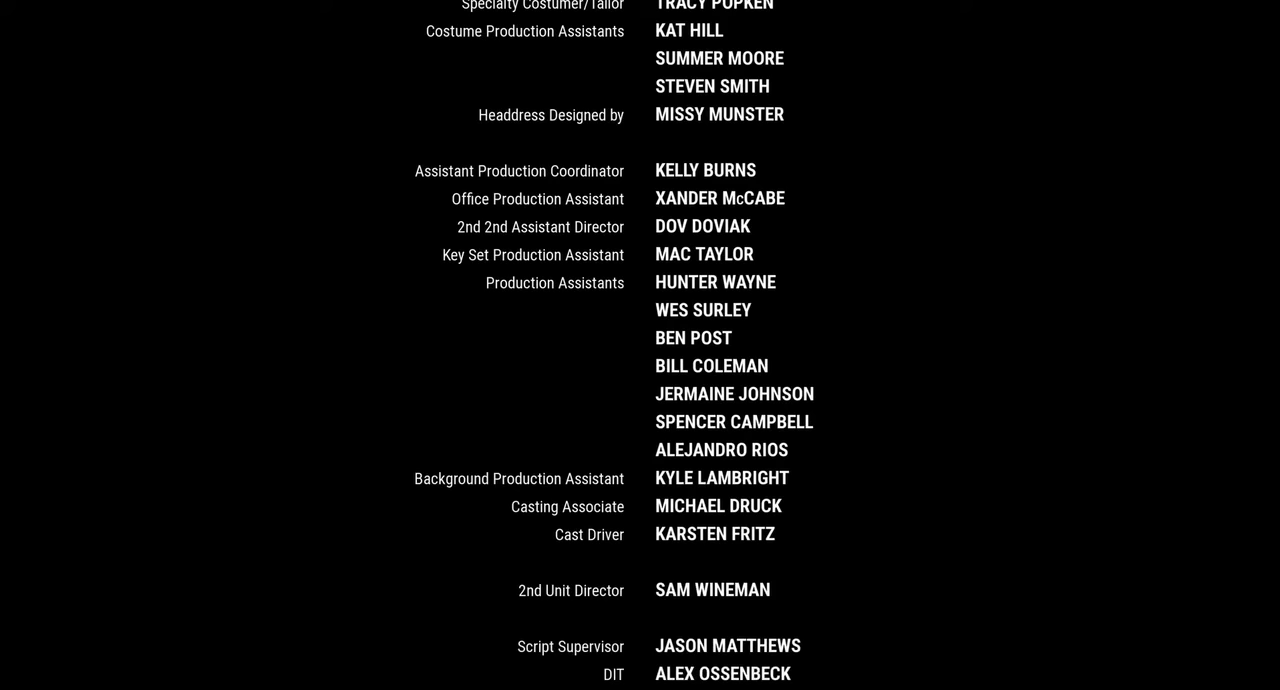 Specialty Costumer/Tailor TRACY POPKEN
Costume Production Assistants KAT HILL
SUMMER MOORE
STEVEN SMITH
Headdress Designed by MISSY MUNSTER
Assistant Production Coordinator KELLY BURNS
Office Production Assistant XANDER McCABE
2nd 2nd Assistant Director DOV DOVIAK
Key Set Production Assistant MAC TAYLOR
Production Assistants HUNTER WAYNE
WES SURLEY
BEN POST
BILL COLEMAN
JERMAINE JOHNSON
SPENCER CAMPBELL
ALEJANDRO RIOS
Background Production Assistant KYLE LAMBRIGHT
Casting Associate MICHAEL DRUCK
Cast Driver KARSTEN FRITZ
2nd Unit Director SAM WINEMAN
Script Supervisor JASON MATTHEWS
DIT ALEX OSSENBECK